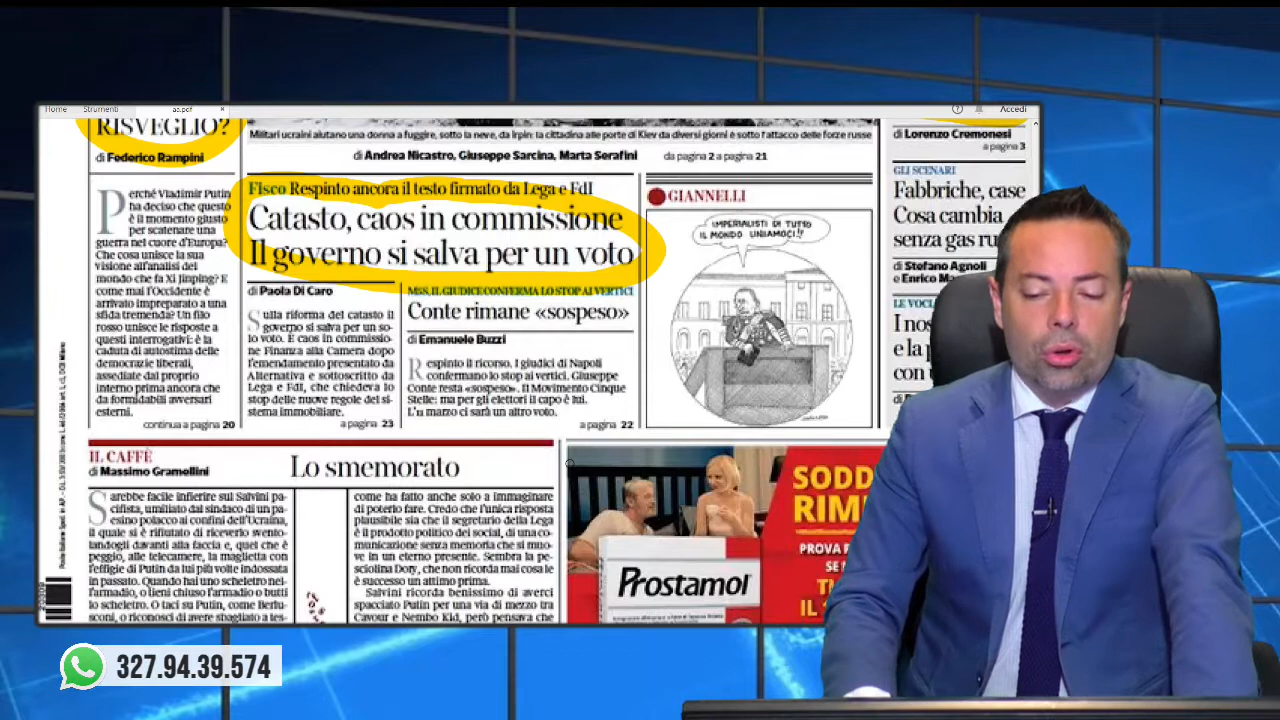 Home Strumenti aa.pdf x Accedi
RISVEGLIO?
di Federico Rampini
Perché Vladimir Putin
ha deciso che questo
è il momento giusto
per scatenare una
guerra nel cuore d'Europa?
Che cosa unisce la sua
visione all'analisi del
mondo che fa Xi Jinping? E
come mai l'Occidente è
arrivato impreparato a una
sfida tremenda? Un filo
rosso unisce le risposte a
questi interrogativi: è la
caduta di autostima delle
democrazie liberali,
assediate dal proprio
interno prima ancora che
da formidabili avversari
esterni.
continua a pagina 20
Militari ucraini aiutano una donna a fuggire, sotto la neve, da Irpin: la cittadina alle porte di Kiev da diversi giorni è sotto l'attacco delle forze russe
di Andrea Nicastro, Giuseppe Sarcina, Marta Serafini da pagina 2 a pagina 21
Fisco Respinto ancora il testo firmato da Lega e FdI
Catasto, caos in commissione
Il governo si salva per un voto
di Paola Di Caro
Sulla riforma del catasto il
governo si salva per un so-
lo voto. E caos in commissio-
ne Finanza alla Camera dopo
l'emendamento presentato da
Alternativa e sottoscritto da
Lega e FdI, che chiedeva lo
stop delle nuove regole del si-
stema immobiliare.
a pagina 23
M5S, IL GIUDICE CONFERMA LO STOP AI VERTICI
Conte rimane «sospeso»
di Emanuele Buzzi
Respinto il ricorso. I giudici di Napoli
confermano lo stop ai vertici. Giuseppe
Conte resta «sospeso». Il Movimento Cinque
Stelle: ma per gli elettori il capo è lui.
L'11 marzo ci sarà un altro voto.
a pagina 22
GIANNELLI
IMPERIALISTI DI TUTTO
IL MONDO UNIAMOCI!!
di Lorenzo Cremonesi
a pagina 3
GLI SCENARI
Fabbriche, case
Cosa cambia
senza gas ru
di Stefano Agnoli
e Enrico Ma
LE VOCI
I nos
e la p
con
IL CAFFÈ
di Massimo Gramellini
Lo smemorato
Sarebbe facile infierire sul Salvini pa-
cifista, umiliato dal sindaco di un pa-
esino polacco ai confini dell'Ucraina,
il quale si è rifiutato di riceverlo svento-
landogli davanti alla faccia e, quel che è
peggio, alle telecamere, la maglietta con
l'effigie di Putin da lui più volte indossata
in passato. Quando hai uno scheletro nel-
l'armadio, o tieni chiuso l'armadio o butti
lo scheletro. O taci su Putin, come Berlu-
sconi, o riconosci di avere sbagliato a tes-
come ha fatto anche solo a immaginare
di poterlo fare. Credo che l'unica risposta
plausibile sia che il segretario della Lega
è il prodotto politico dei social, di una co-
municazione senza memoria che si muo-
ve in un eterno presente. Sembra la pe-
sciolina Dory, che non ricorda mai cosa le
è successo un attimo prima.
Salvini ricorda benissimo di averci
spacciato Putin per una via di mezzo tra
Cavour e Nembo Kid, però pensava che
SODD
RIM
PROVA
SE
IL
Prostamol
327.94.39.574